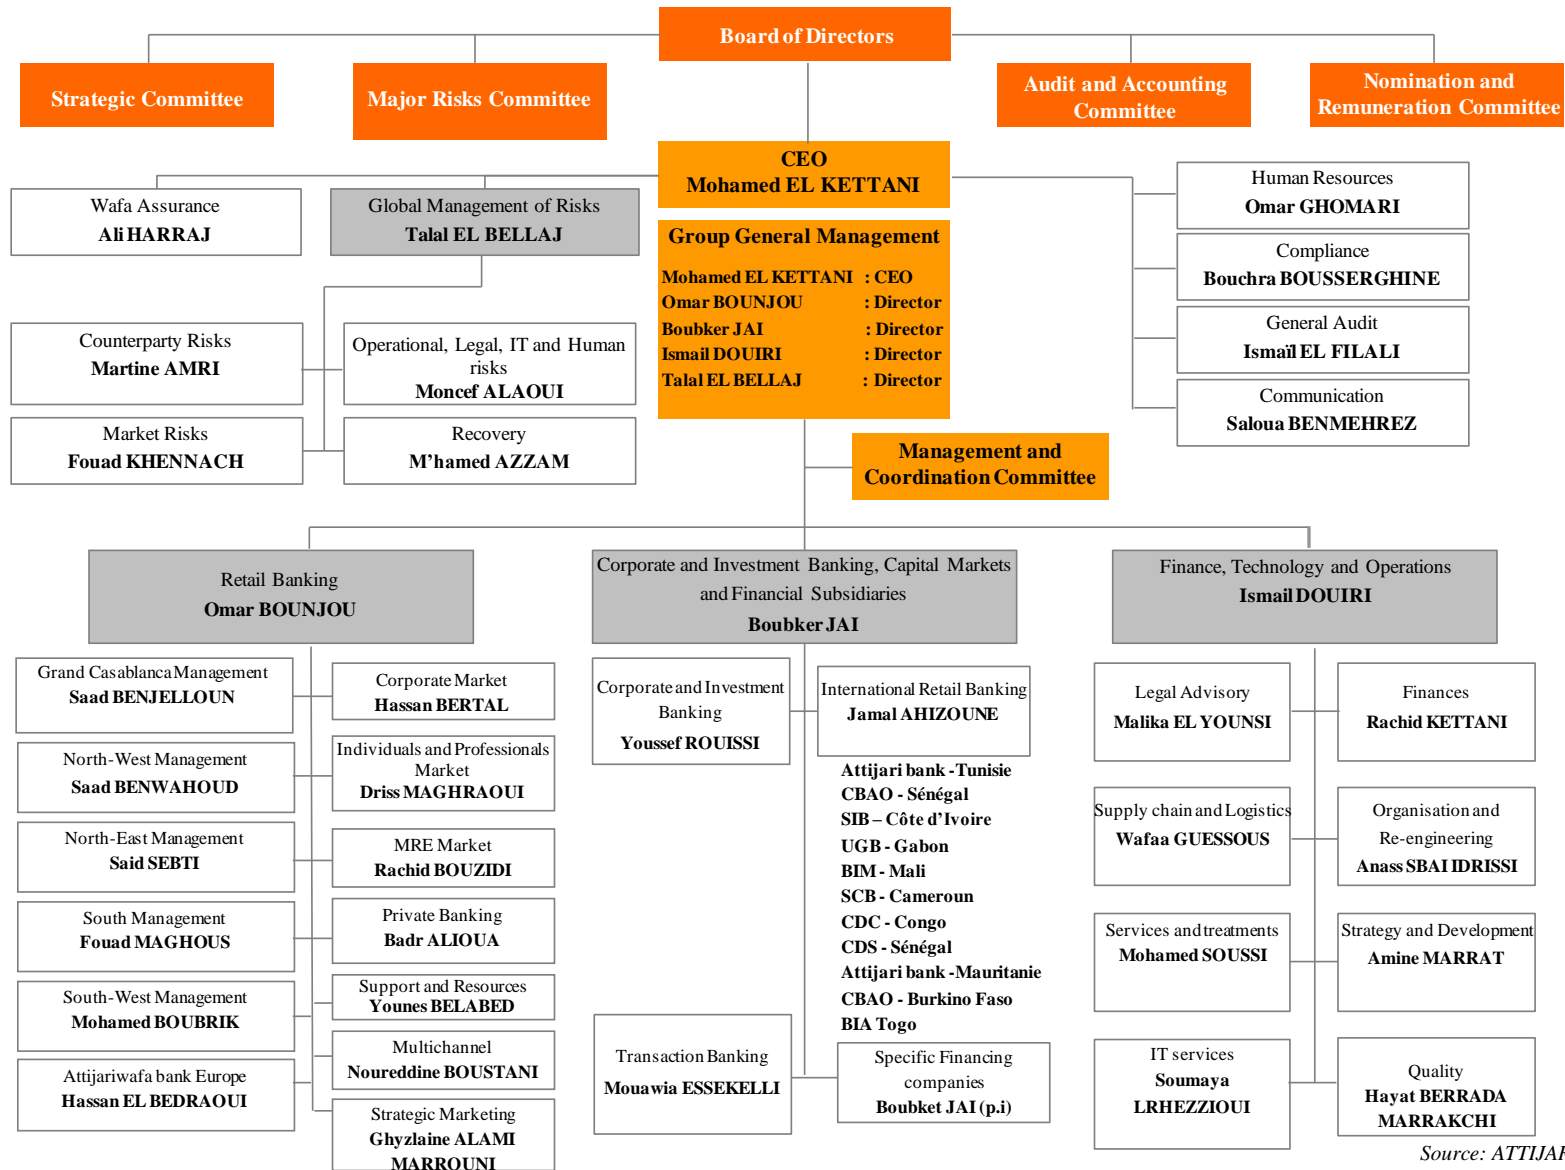 Board of Directors
Strategic Committee
Major Risks Committee
Audit and Accounting
Committee
Nomination and
Remuneration Committee
CEO
Mohamed EL KETTANI
Wafa Assurance
Ali HARRAJ
Global Management of Risks
Talal EL BELLAJ
Human Resources
Omar GHOMARI
Compliance
Bouchra BOUSSERGHINE
General Audit
Ismaïl EL FILALI
Communication
Saloua BENMEHREZ
Group General Management
Mohamed EL KETTANI : CEO
Omar BOUNJOU : Director
Boubker JAI : Director
Ismail DOUIRI : Director
Talal EL BELLAJ : Director
Counterparty Risks
Martine AMRI
Operational, Legal, IT and Human
risks
Moncef ALAOUI
Market Risks
Fouad KHENNACH
Recovery
M’hamed AZZAM
Management and
Coordination Committee
Retail Banking
Omar BOUNJOU
Corporate and Investment Banking, Capital Markets
and Financial Subsidiaries
Boubker JAI
Finance, Technology and Operations
Ismail DOUIRI
Grand Casablanca Management
Saad BENJELLOUN
Corporate Market
Hassan BERTAL
North-West Management
Saad BENWAHOUD
Individuals and Professionals
Market
Driss MAGHRAOUI
North-East Management
Said SEBTI
MRE Market
Rachid BOUZIDI
South Management
Fouad MAGHOUS
Private Banking
Badr ALIOUA
South-West Management
Mohamed BOUBRIK
Support and Resources
Younes BELABED
Attijariwafa bank Europe
Hassan EL BEDRAOUI
Multichannel
Noureddine BOUSTANI
Strategic Marketing
Ghyzlaine ALAMI
MARROUNI
Corporate and Investment
Banking
Youssef ROUISSI
International Retail Banking
Jamal AHIZOUNE
Attijari bank -Tunisie
CBAO - Sénégal
SIB – Côte d’Ivoire
UGB - Gabon
BIM - Mali
SCB - Cameroun
CDC - Congo
CDS - Sénégal
Attijari bank -Mauritanie
CBAO - Burkino Faso
BIA Togo
Transaction Banking
Mouawia ESSEKELLI
Specific Financing
companies
Boubket JAI (p.i)
Legal Advisory
Malika EL YOUNSI
Finances
Rachid KETTANI
Supply chain and Logistics
Wafaa GUESSOUS
Organisation and
Re-engineering
Anass SBAI IDRISSI
Services and treatments
Mohamed SOUSSI
Strategy and Development
Amine MARRAT
IT services
Soumaya
LRHEZZIOUI
Quality
Hayat BERRADA
MARRAKCHI
Source: ATTIJAR